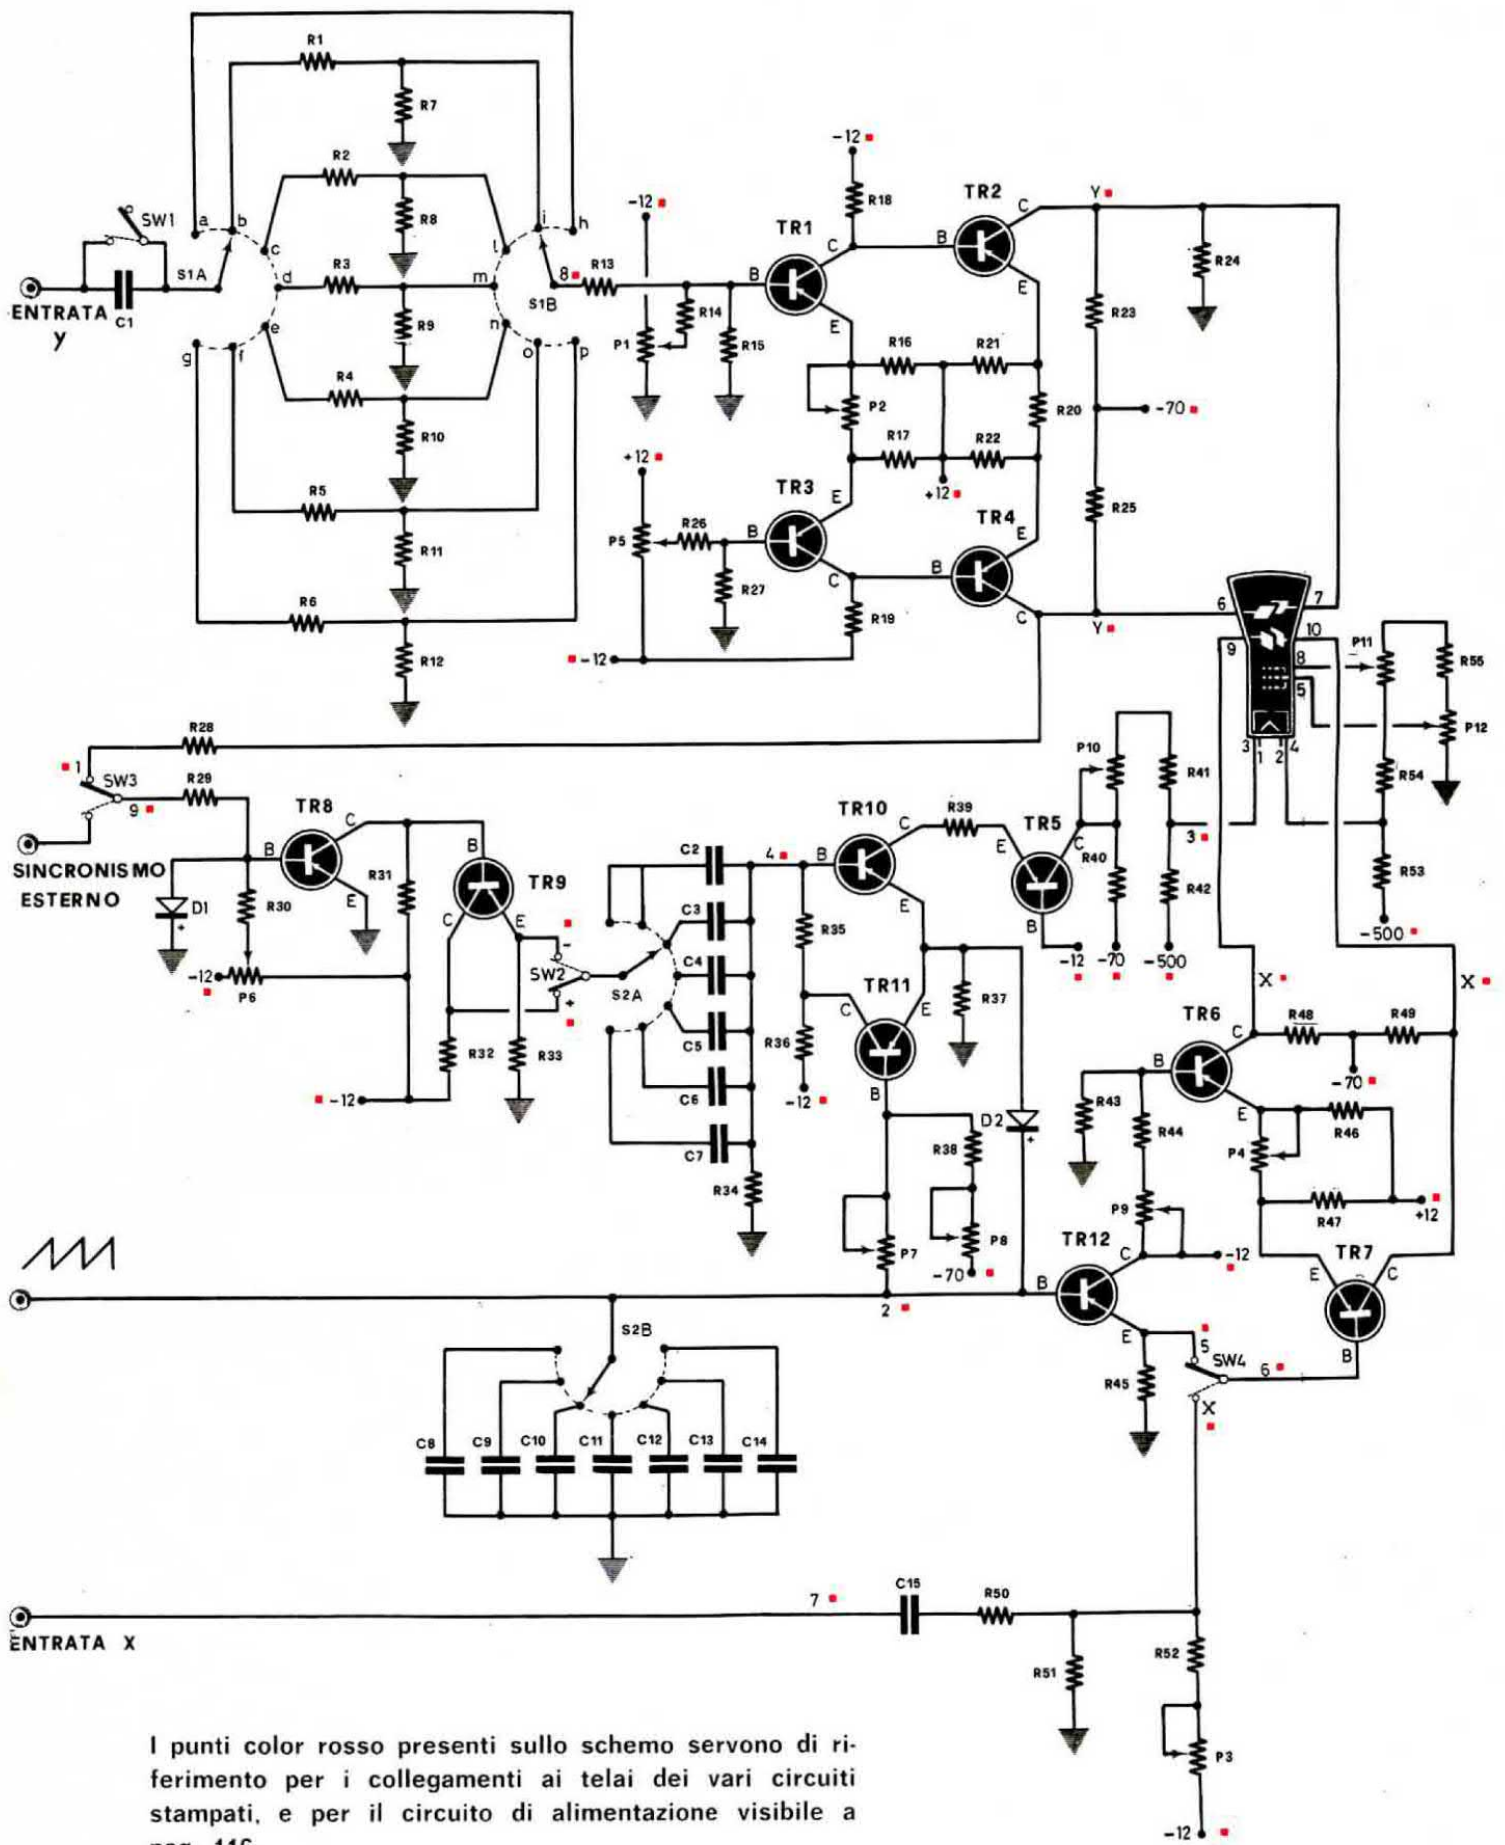 R1
R7
R2
-12
R8
-12
R18
TR2
C
Y
SW1
a
b
i
h
TR1
C
B
c
l
R24
S1A
R3
d
m
8
R13
B
E
ENTRATA
Y
C1
S1B
R14
R23
R9
e
n
P1
R15
E
R16
R21
g
f
o
p
R4
P2
R20
-70
R10
+12
R17
R22
TR3
+12
R5
E
TR4
R25
P5
R26
B
E
R11
R27
C
B
R6
R19
C
6
7
Y
R12
-12
9
10
P11
8
R55
5
R28
P10
P12
1
SW3
R29
3
1
2
4
R41
R54
9
TR8
TR10
R39
C
B
C
TR5
3
SINCRONISMO
ESTERNO
B
C2
4
B
E
C
R40
R31
TR9
R42
R53
D1
R30
E
C3
E
C
E
R35
B
-500
-12
-70
-500
-
C4
-12
P6
SW2
TR11
X
X
S2A
+
C
E
R37
TR6
C
R48
R49
C5
R36
R32
R33
B
-12
C6
-12
B
-70
D2
R43
E
+
R44
R46
C7
R38
P4
R34
P9
R47
+12
TR12
TR7
P7
P8
C
-12
E
C
-70
B
2
E
5
S2B
SW4
B
6
R45
X
C8
C9
C10
C11
C12
C13
C14
C15
7
R50
ENTRATA X
R52
R51
P3
I punti color rosso presenti sullo schemo servono di ri-
ferimento per i collegamenti ai telai dei vari circuiti
stampati, e per il circuito di alimentazione visibile a
-12